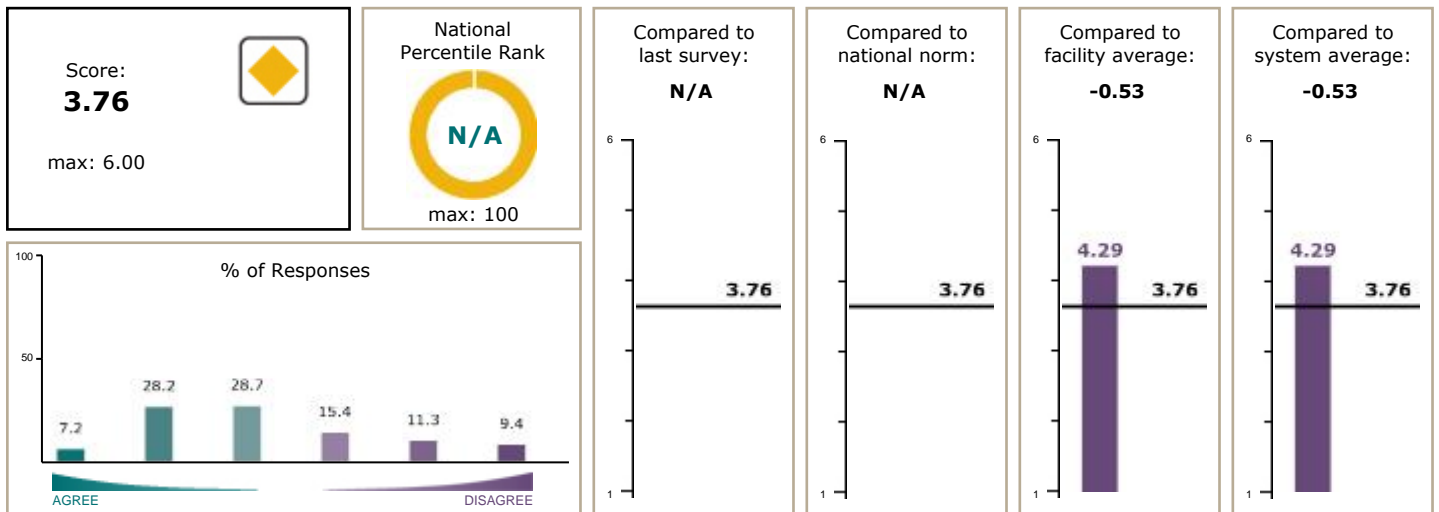 Score:
3.76
max: 6.00
National
Percentile Rank
N/A
max: 100
% of Responses
100
50
7.2
28.2
28.7
15.4
11.3
9.4
AGREE
DISAGREE
Compared to
last survey:
N/A
6
3.76
1
Compared to
national norm:
N/A
6
3.76
1
Compared to
facility average:
-0.53
6
4.29
3.76
1
Compared to
system average:
-0.53
6
4.29
3.76
1